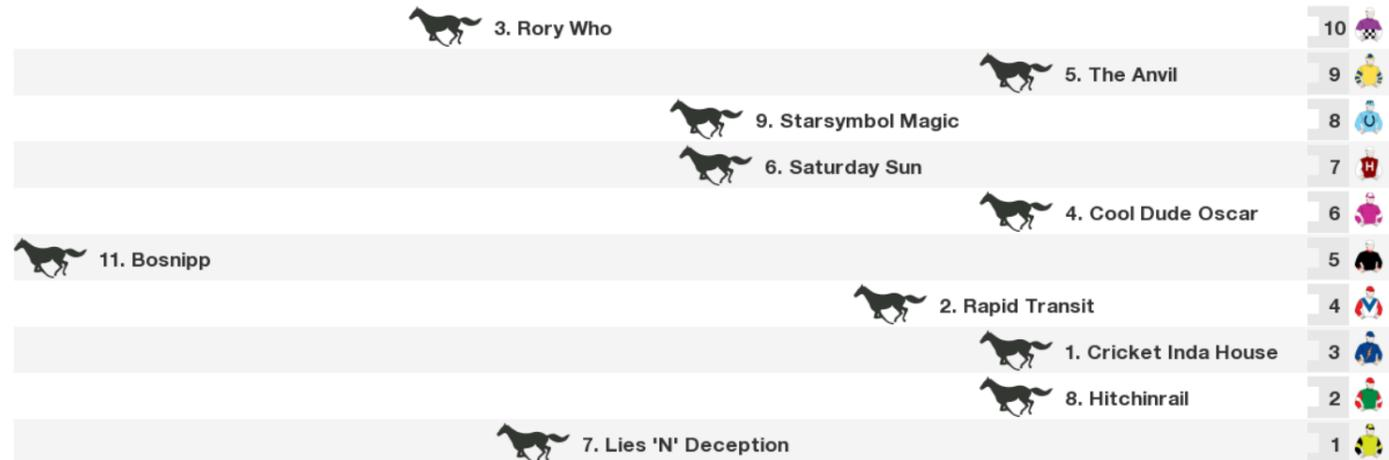 3. Rory Who 10
5. The Anvil 9
9. Starsymbol Magic 8
6. Saturday Sun 7
H
4. Cool Dude Oscar 6
11. Bosnipp 5
2. Rapid Transit 4
1. Cricket Inda House 3
8. Hitchinrail 2
7. Lies 'N' Deception 1